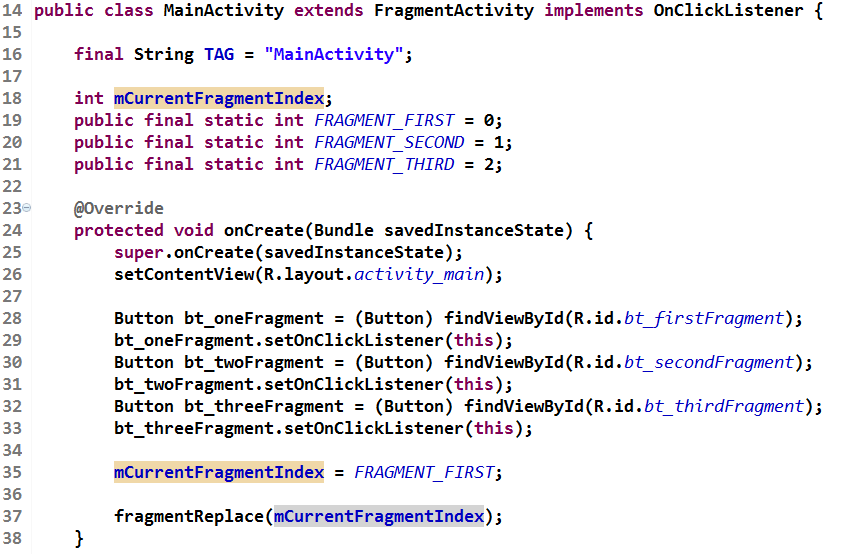 14 public class MainActivity extends FragmentActivity implements OnClickListener {
15
16     final String TAG = "MainActivity";
17
18     int mCurrentFragmentIndex;
19     public final static int FRAGMENT_FIRST = 0;
20     public final static int FRAGMENT_SECOND = 1;
21     public final static int FRAGMENT_THIRD = 2;
22
23     @Override
24     protected void onCreate(Bundle savedInstanceState) {
25         super.onCreate(savedInstanceState);
26         setContentView(R.layout.activity_main);
27
28         Button bt_oneFragment = (Button) findViewById(R.id.bt_firstFragment);
29         bt_oneFragment.setOnClickListener(this);
30         Button bt_twoFragment = (Button) findViewById(R.id.bt_secondFragment);
31         bt_twoFragment.setOnClickListener(this);
32         Button bt_threeFragment = (Button) findViewById(R.id.bt_thirdFragment);
33         bt_threeFragment.setOnClickListener(this);
34
35         mCurrentFragmentIndex = FRAGMENT_FIRST;
36
37         fragmentReplace(mCurrentFragmentIndex);
38     }